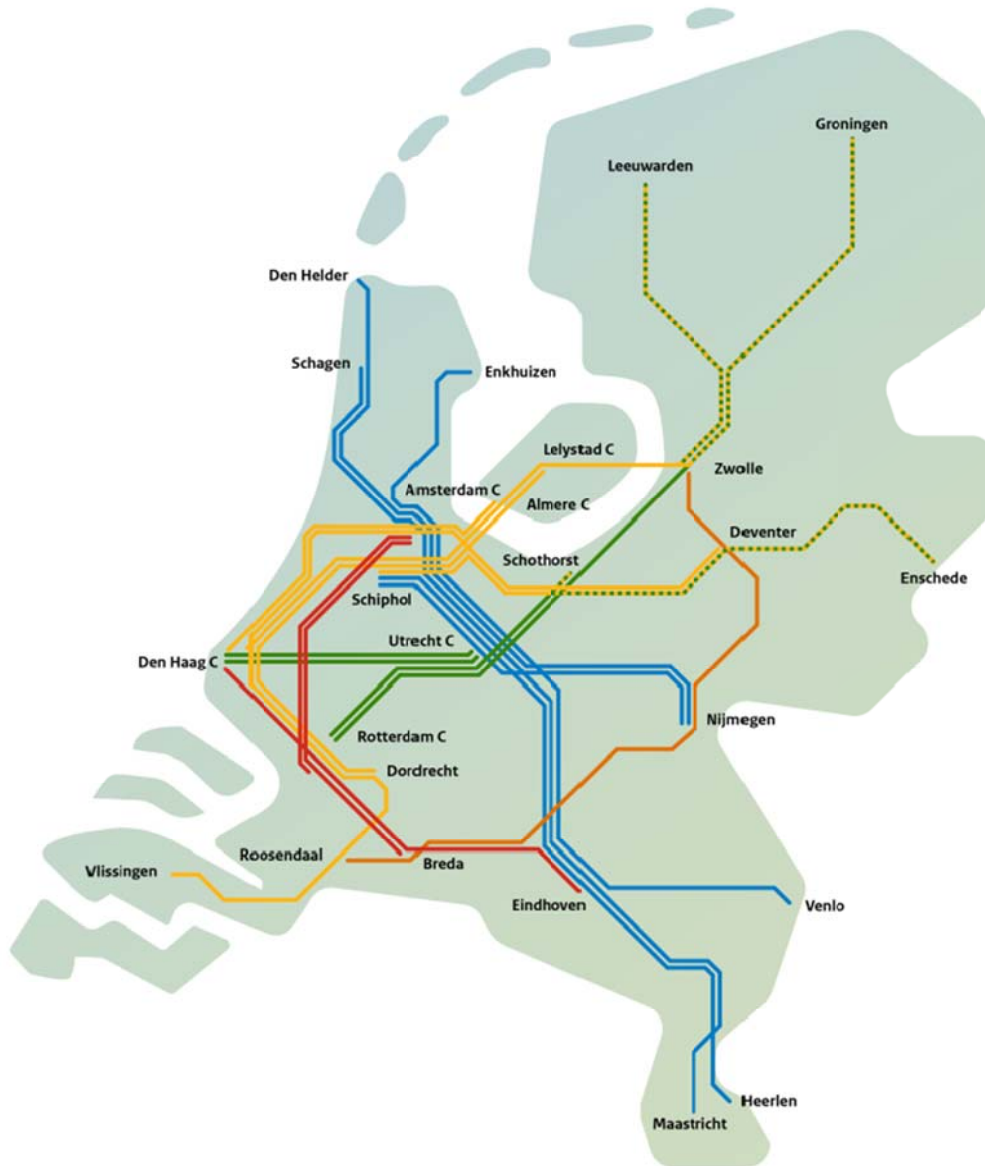 Groningen
Leeuwarden
Den Helder
Schagen
Enkhuizen
Lelystad C
Zwolle
Amsterdam C
Almere C
Deventer
Schothorst
Enschede
Schiphol
Utrecht C
Den Haag C
Nijmegen
Rotterdam C
Dordrecht
Roosendaal
Breda
Vlissingen
Eindhoven
Venlo
Heerlen
Maastricht